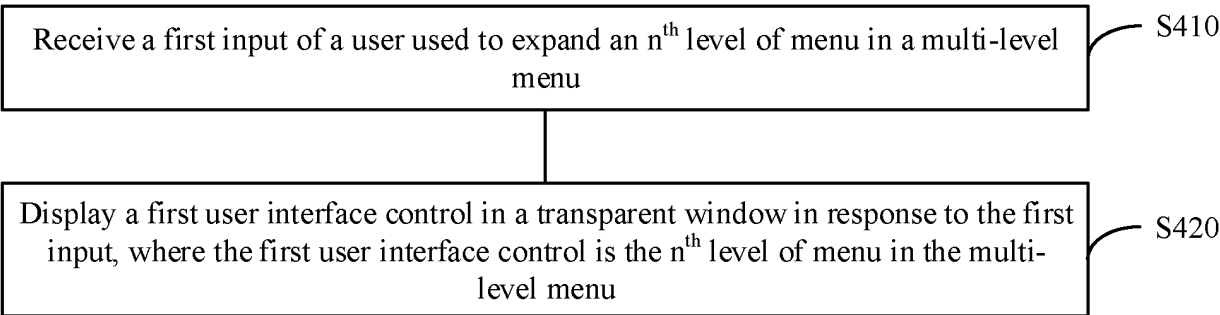 Receive a first input of a user used to expand an nth level of menu in a multi-level
menu
S410
Display a first user interface control in a transparent window in response to the first
input, where the first user interface control is the nth level of menu in the multi-
level menu
S420